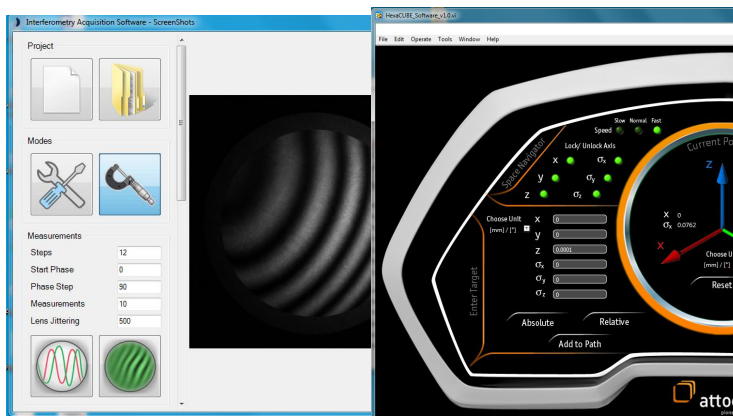 Interferometry Acquisition Software - ScreenShots
Project
Modes
Measurements
Steps 12
Start Phase 0
Phase Step 90
Measurements 10
Lens Jittering 500
HexaCUBE_Software_v1.0.vi
File Edit Operate Tools Window Help
Slow Normal Fast
Speed
Space Navigator
Lock/ Unlock Axis
x σx
y σy
z σz
Choose Unit
[mm] / [°]
x 0
y 0
z 0.0001
σx 0
σy 0
σz 0
Enter Target
Absolute Relative
Add to Path
Current Po
Z
X 0
σx 0.0762
X
Choose U
[mm] / [°]
Reset
attoc